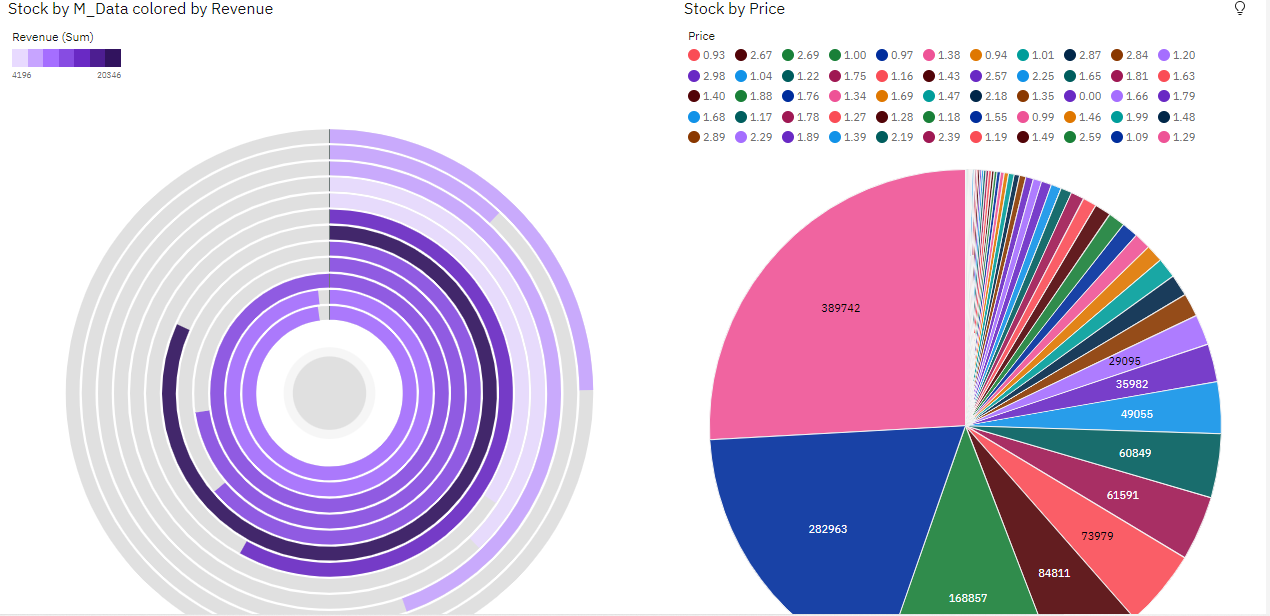 Stock by M_Data colored by Revenue
Revenue (Sum)
4196 20346
Stock by Price
Price
0.93 2.67 2.69 1.00 0.97 1.38 0.94 1.01 2.87 2.84 1.20
2.98 1.04 1.22 1.75 1.16 1.43 2.57 2.25 1.65 1.81 1.63
1.40 1.88 1.76 1.34 1.69 1.47 2.18 1.35 0.00 1.66 1.79
1.68 1.17 1.78 1.27 1.28 1.18 1.55 0.99 1.46 1.99 1.48
2.89 2.29 1.89 1.39 2.19 2.39 1.19 1.49 2.59 1.09 1.29
389742
29095
35982
49055
60849
61591
282963
73979
84811
168857